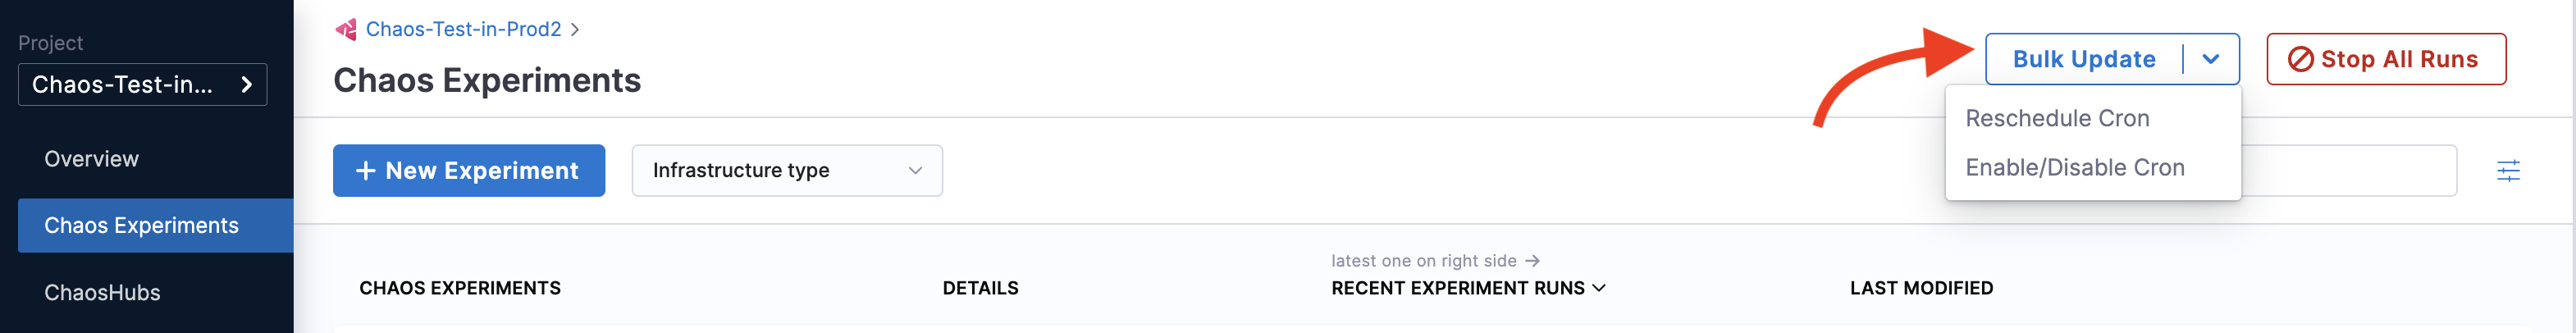 Project
Chaos-Test-in...
Overview
Chaos Experiments
ChaosHubs
Chaos-Test-in-Prod2
Chaos Experiments
Bulk Update
Stop All Runs
Reschedule Cron
Enable/Disable Cron
+ New Experiment
Infrastructure type
latest one on right side →
CHAOS EXPERIMENTS
DETAILS
RECENT EXPERIMENT RUNS
LAST MODIFIED